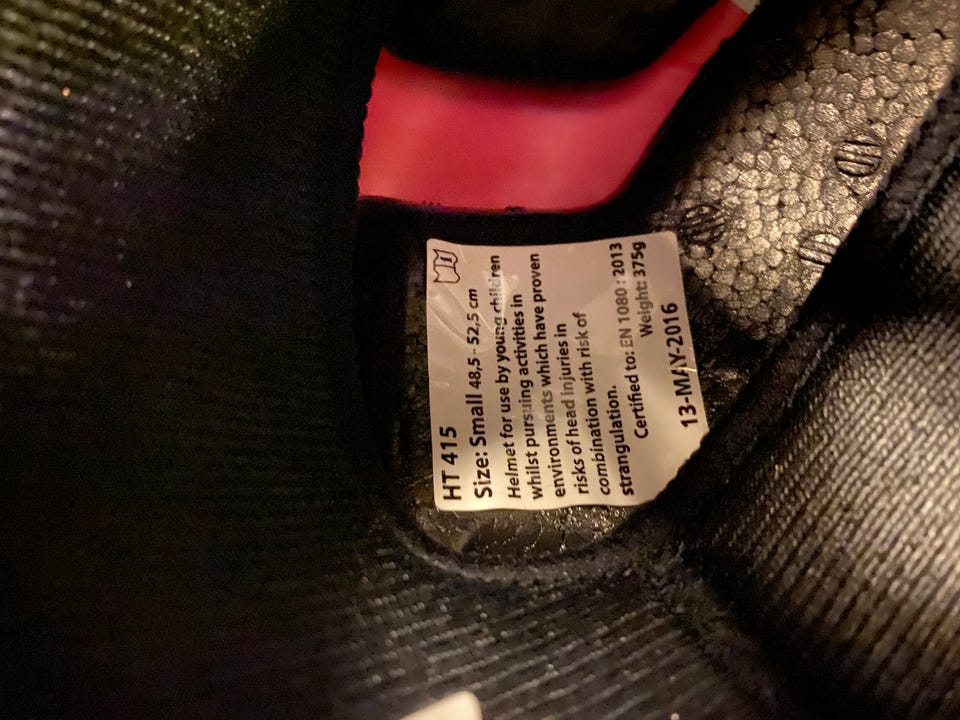 HT 415
Size: Small 48,5 - 52,5 cm
Helmet for use by young children
whilst pursuing activities in
environments which have proven
risks of head injuries in
combination with risk of
strangulation.
Certified to: EN 1080 : 2013
Weight: 375g
13-MAY-2016